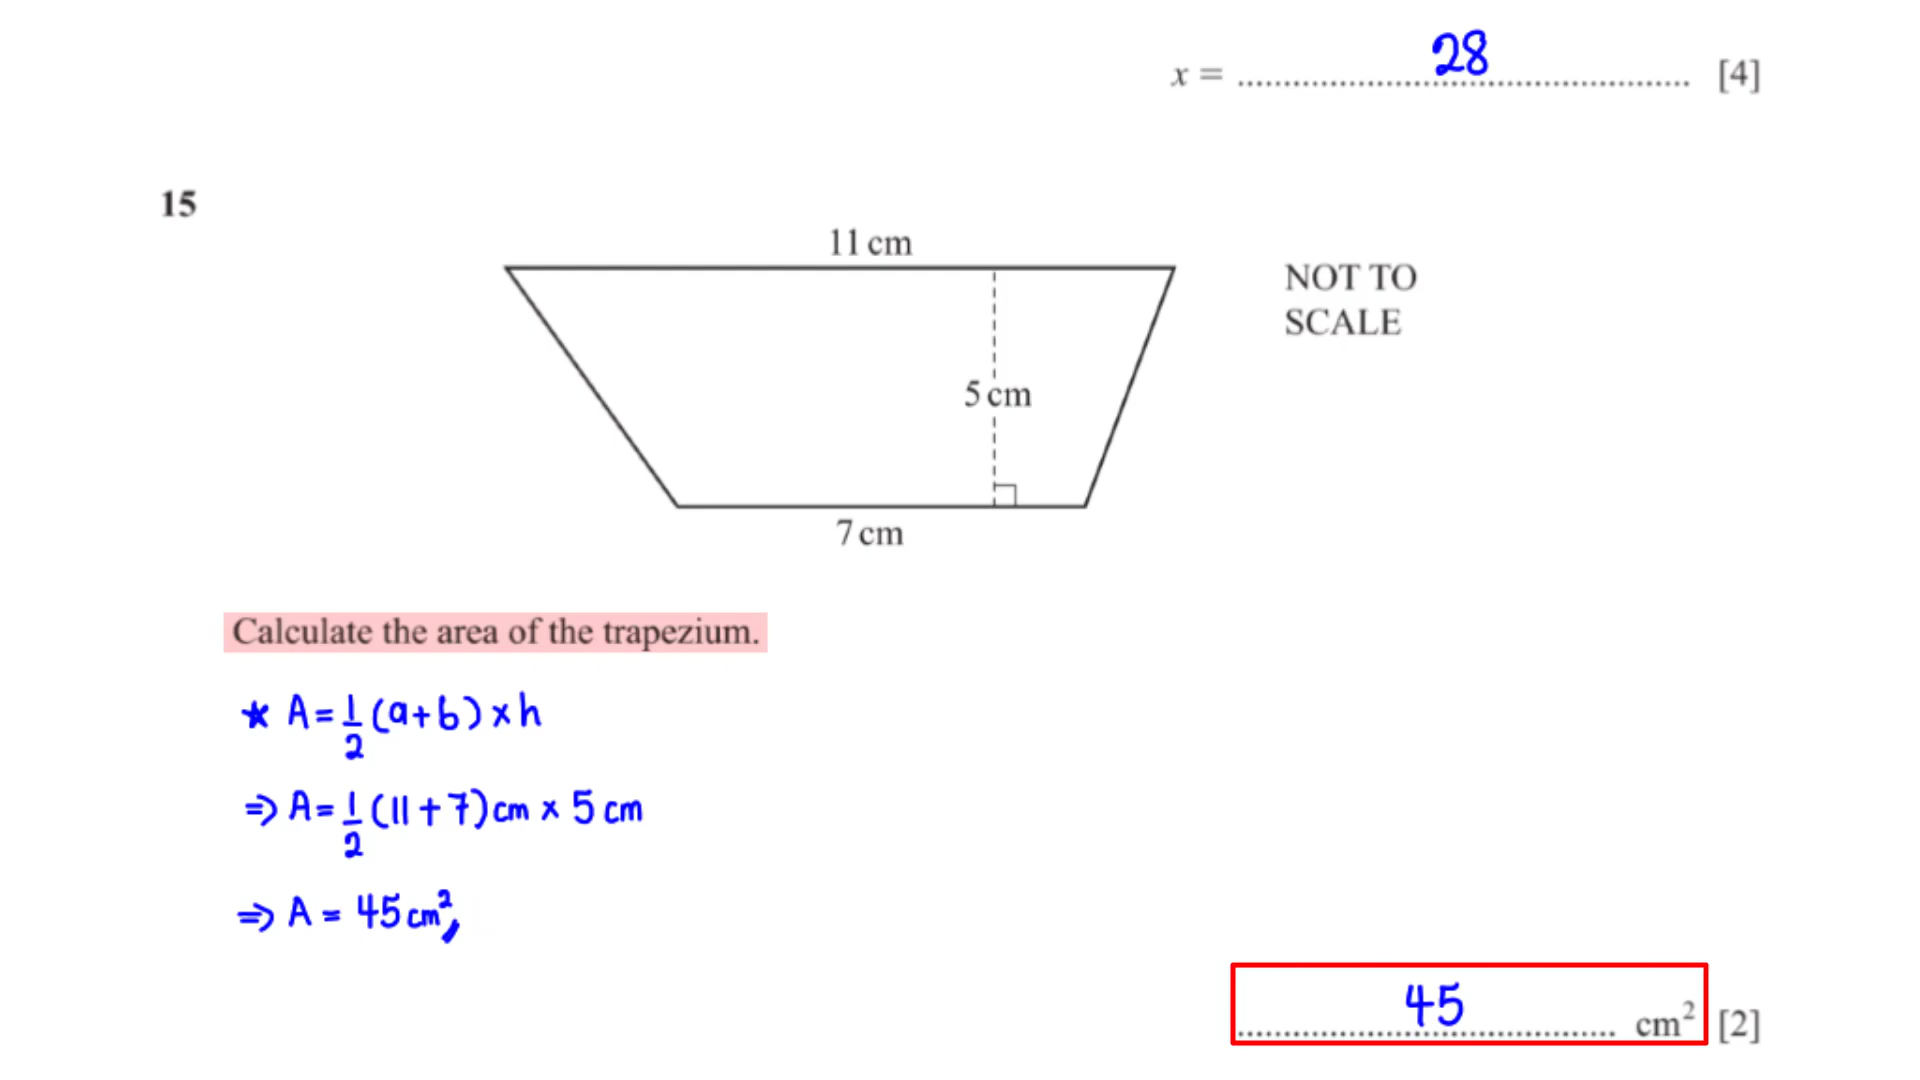 x = 28 [4]
15
11 cm
NOT TO
SCALE
5 cm
7 cm
Calculate the area of the trapezium.
* A = 1/2 (a+b) × h
⇒ A = 1/2 (11 + 7) cm × 5 cm
⇒ A = 45 cm²,
45 cm² [2]